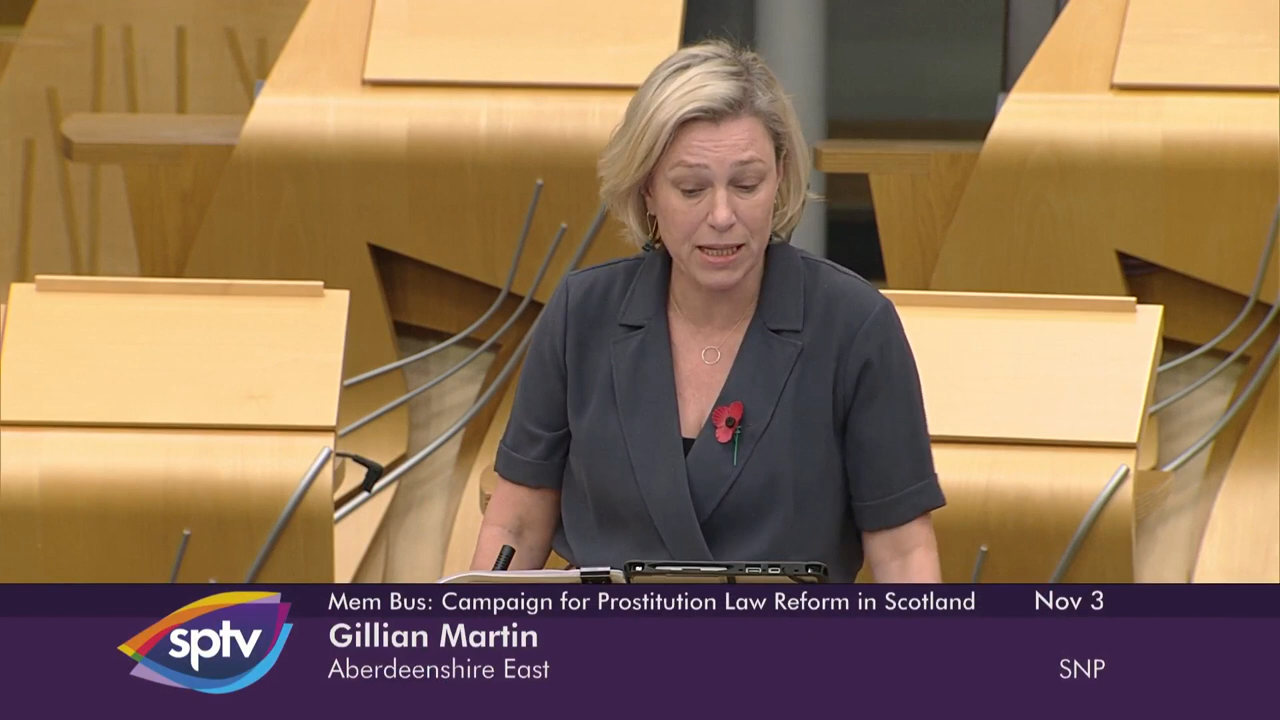 Mem Bus: Campaign for Prostitution Law Reform in Scotland Nov 3
sptv
Gillian Martin
Aberdeenshire East SNP